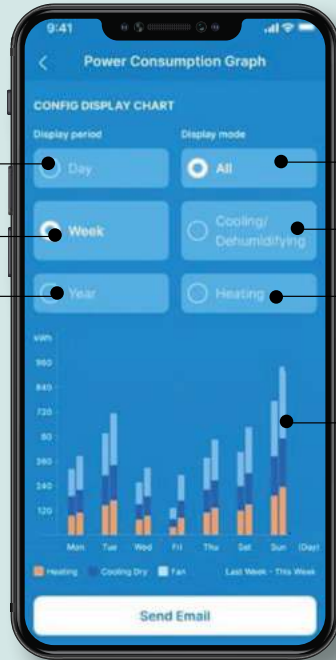 9:41
Power Consumption Graph
CONFIG DISPLAY CHART
Display period Display mode
Day All
Week Cooling/
Dehumidifying
Year Heating
kWh
960
840
720
60
360
240
120
Mon Tue Wed Fri Thu Sat Sun (Day)
Heating Cooling Dry Fan Last Week - This Week
Send Email